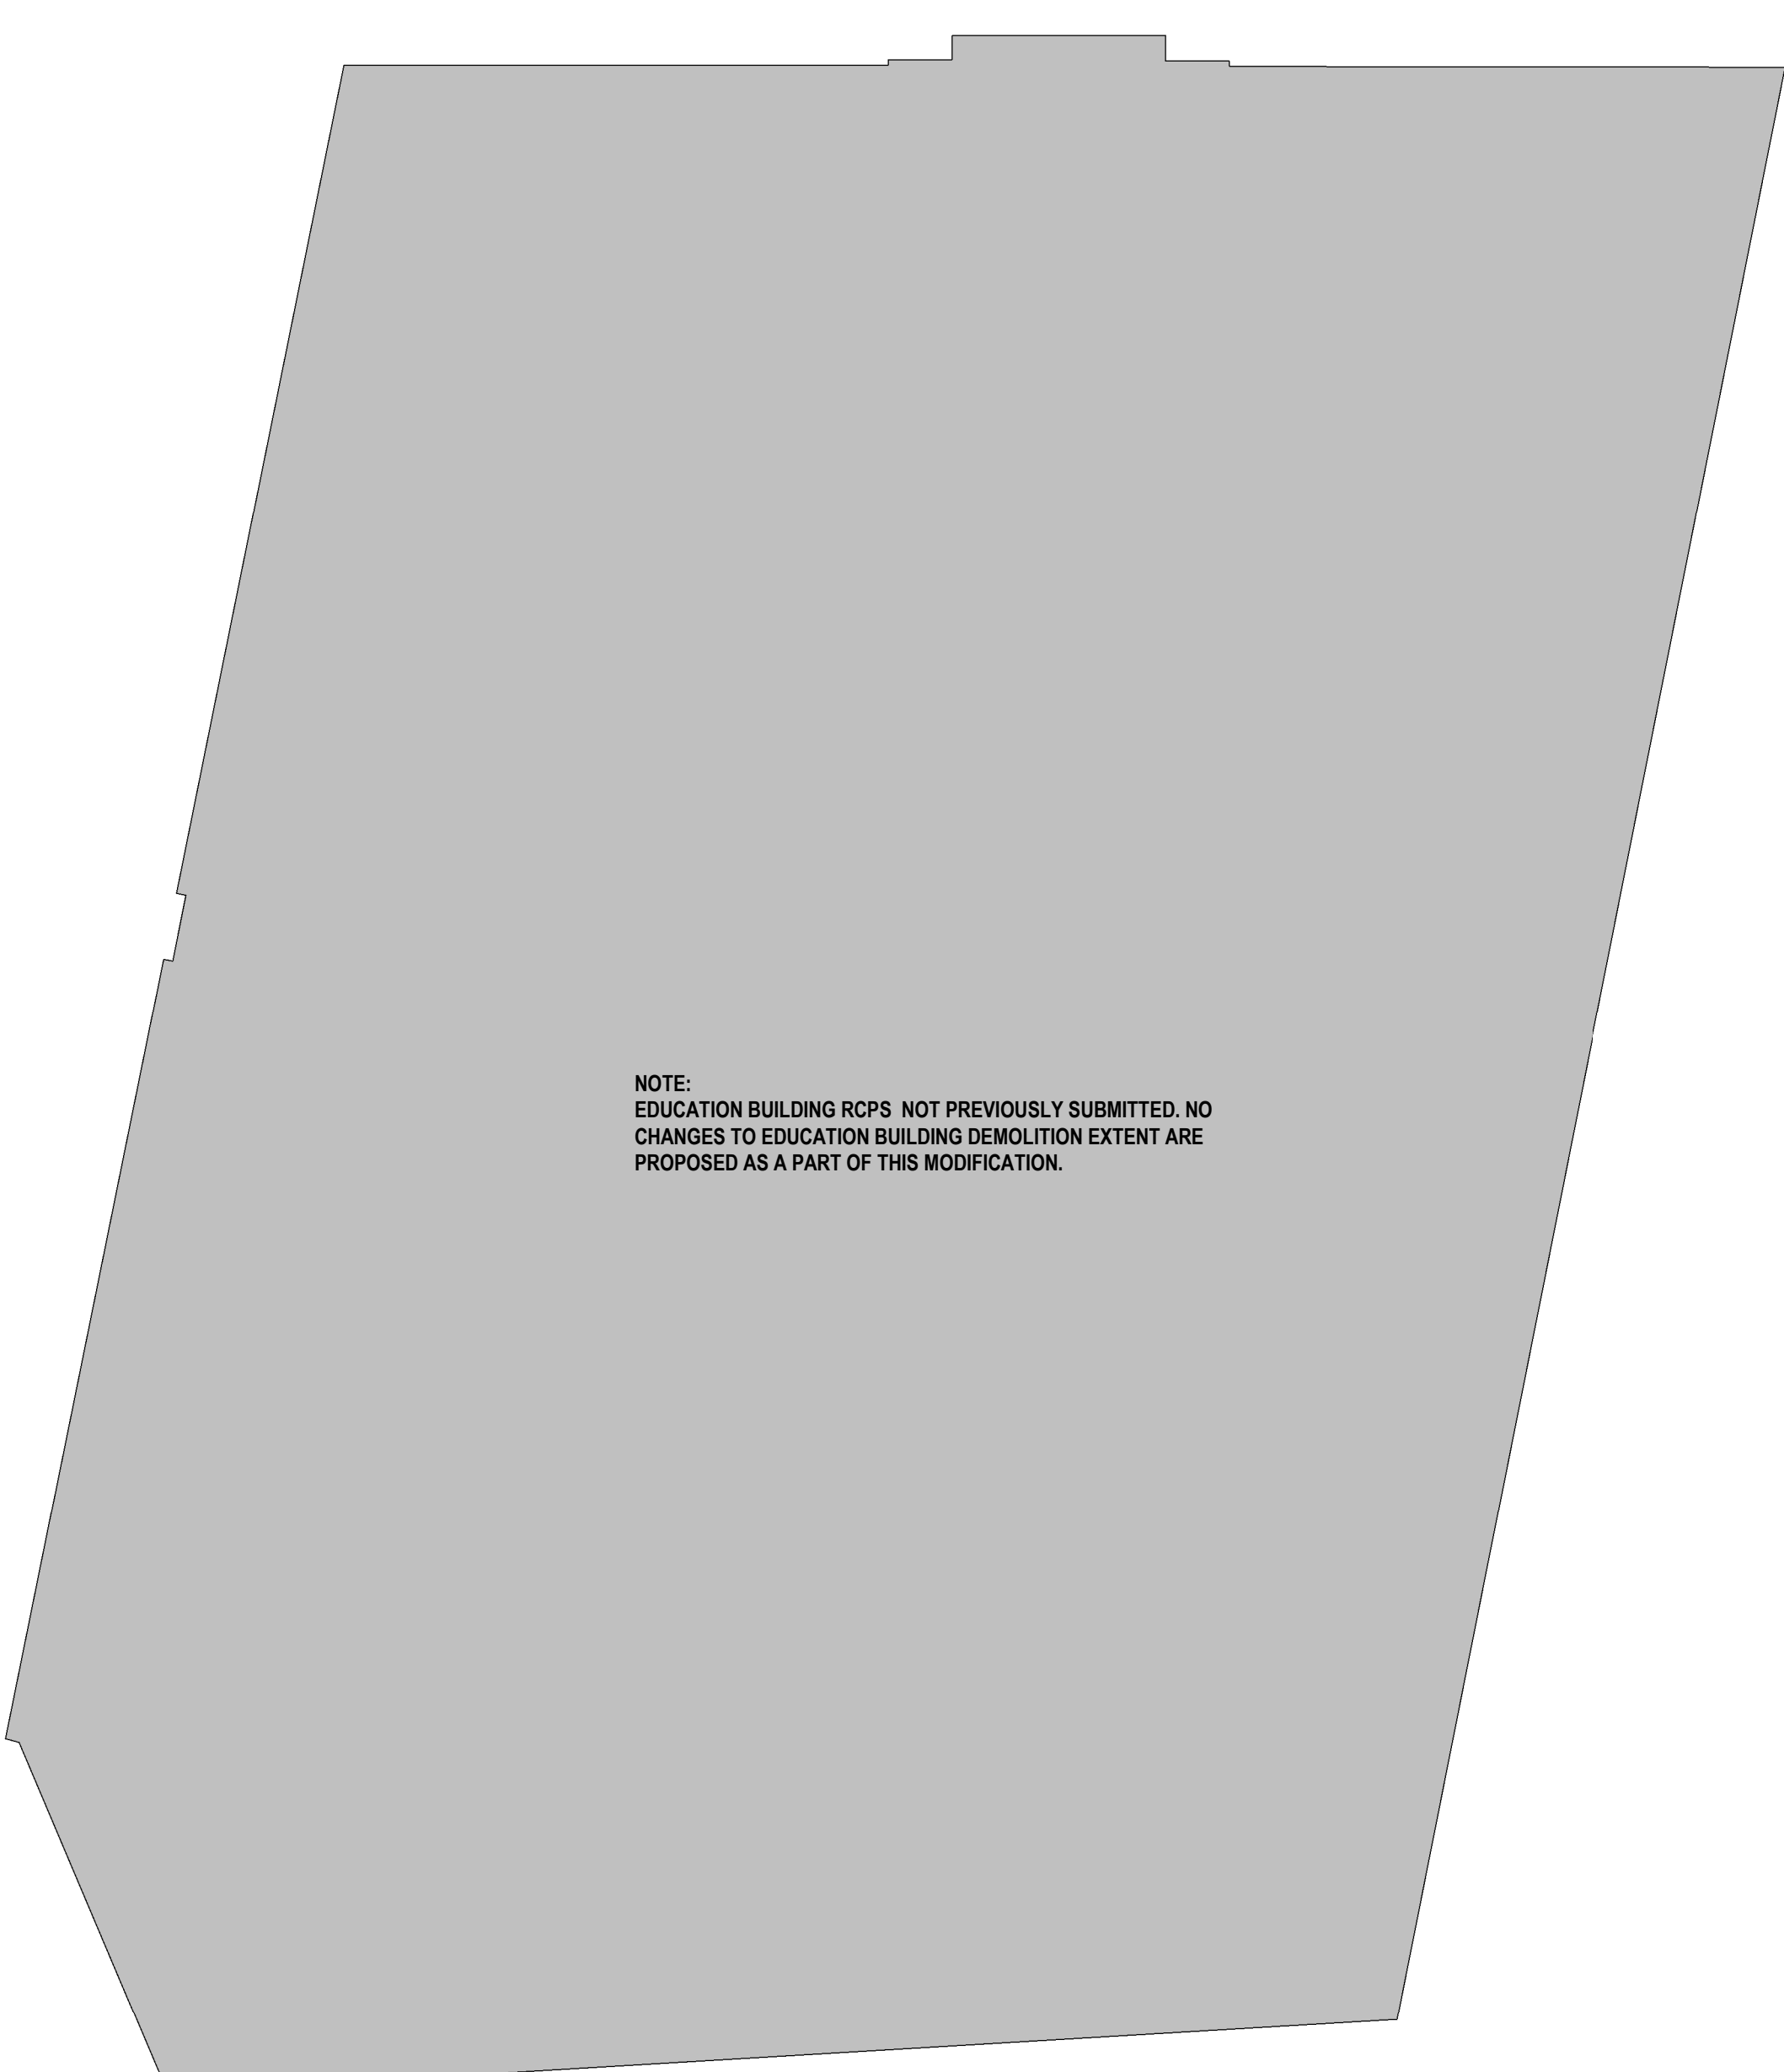 NOTE:
EDUCATION BUILDING RCPS  NOT PREVIOUSLY SUBMITTED. NO
CHANGES TO EDUCATION BUILDING DEMOLITION EXTENT ARE
PROPOSED AS A PART OF THIS MODIFICATION.